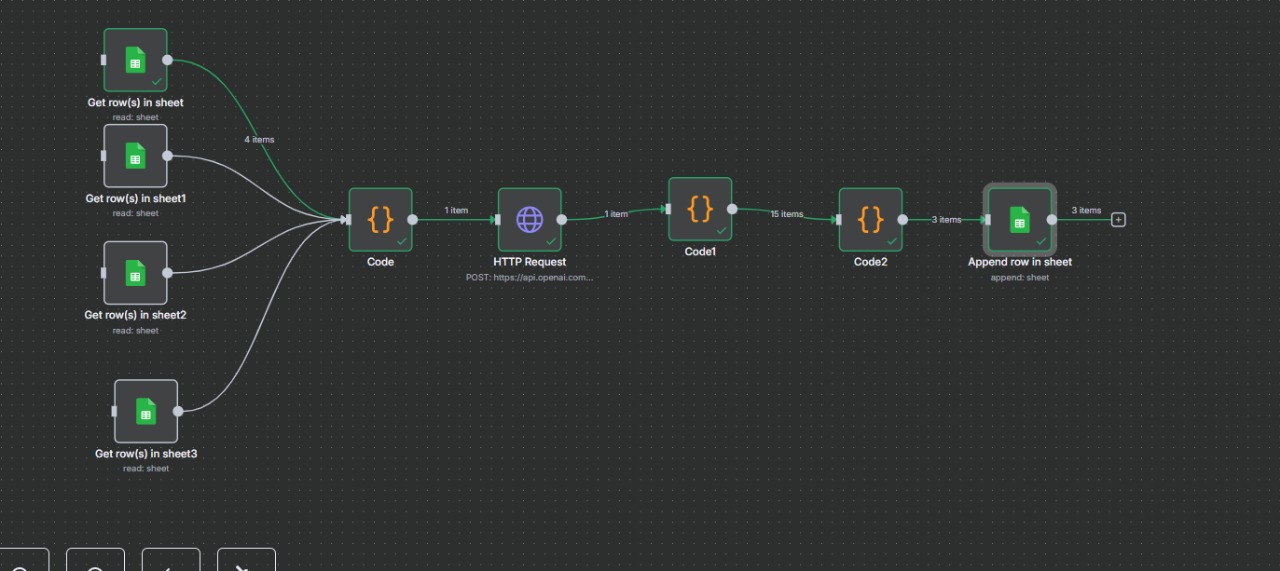 Get row(s) in sheet
read: sheet
4 items
Get row(s) in sheet1
read: sheet
Get row(s) in sheet2
read: sheet
Get row(s) in sheet3
read: sheet
{}
Code
1 item
HTTP Request
POST: https://api.openai.com...
1 item
{}
Code1
15 items
{}
Code2
3 items
Append row in sheet
append: sheet
3 items